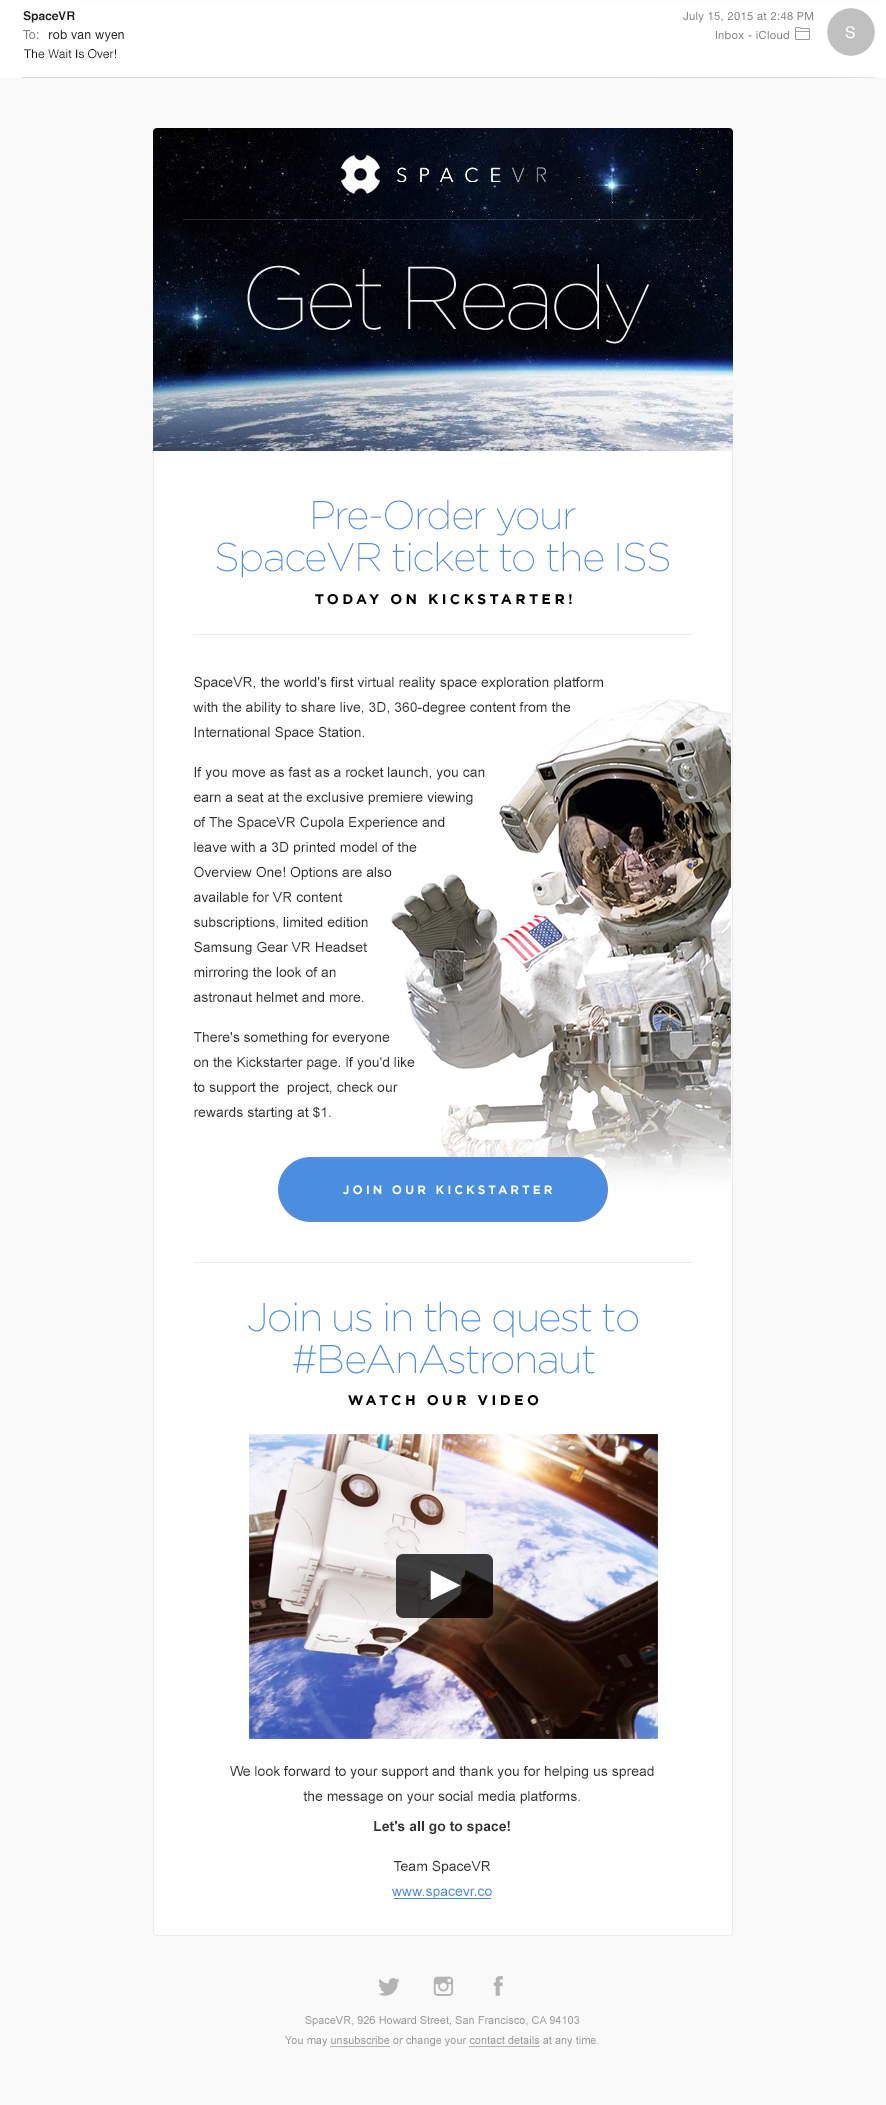 SpaceVR
July 15, 2015 at 2:48 PM
To: rob van wyen
Inbox - iCloud
S
The Wait Is Over!
SPACEVR
Get Ready
Pre-Order your
SpaceVR ticket to the ISS
TODAY ON KICKSTARTER!
SpaceVR, the world's first virtual reality space exploration platform
with the ability to share live, 3D, 360-degree content from the
International Space Station.
If you move as fast as a rocket launch, you can
earn a seat at the exclusive premiere viewing
of The SpaceVR Cupola Experience and
leave with a 3D printed model of the
Overview One! Options are also
available for VR content
subscriptions, limited edition
Samsung Gear VR Headset
mirroring the look of an
astronaut helmet and more.
There's something for everyone
on the Kickstarter page. If you'd like
to support the  project, check our
rewards starting at $1.
JOIN OUR KICKSTARTER
Join us in the quest to
#BeAnAstronaut
WATCH OUR VIDEO
We look forward to your support and thank you for helping us spread
the message on your social media platforms.
Let's all go to space!
Team SpaceVR
www.spacevr.co
SpaceVR, 926 Howard Street, San Francisco, CA 94103
You may unsubscribe or change your contact details at any time.